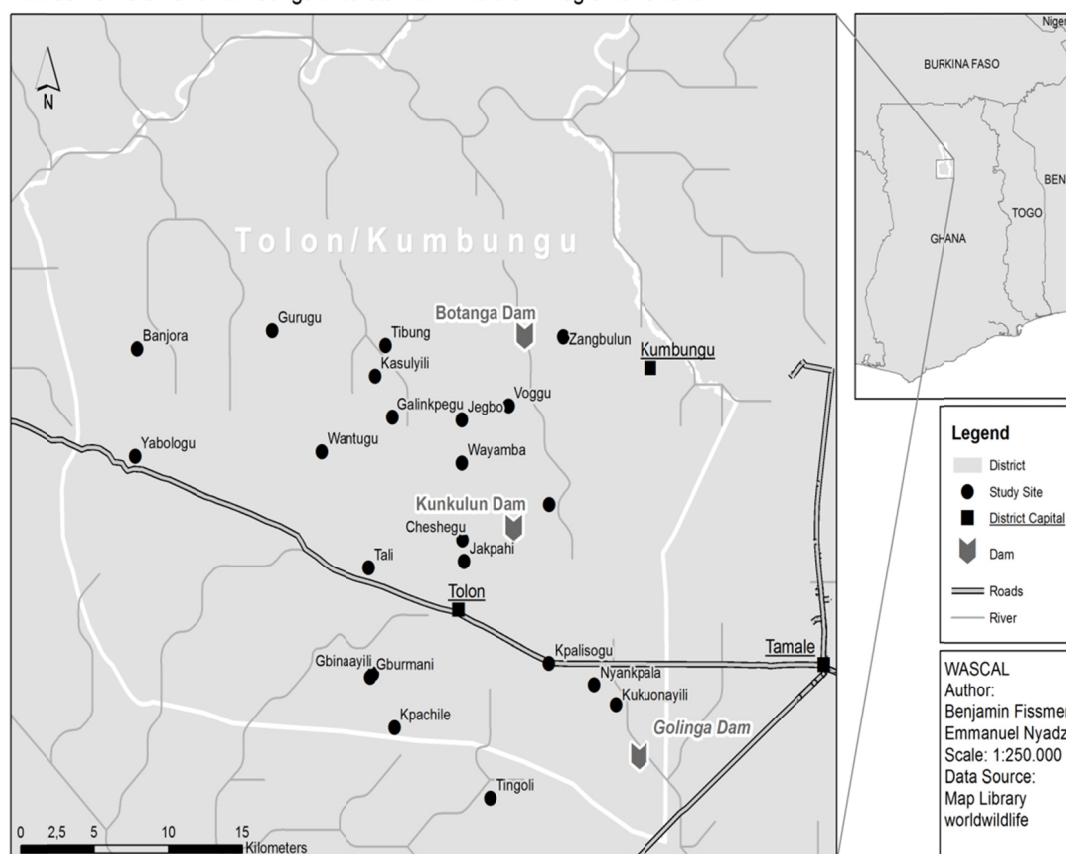 Niger
BURKINA FASO
BEN
TOGO
GHANA
N
Tolon/Kumbungu
Botanga Dam
Gurugu
Banjora
Tibung
Zangbulun
Kumbungu
Kasulyili
Voggu
Galinkpegu
Jegbo
Yabologu
Wantugu
Wayamba
Kunkulun Dam
Cheshegu
Jakpahi
Tali
Tolon
Kpalisogu
Tamale
Gbinaayili
Gburmani
Nyankpala
Kukuonayili
Kpachile
Golinga Dam
Tingoli
0 2,5 5 10 15
Kilometers
Legend
District
Study Site
District Capital
Dam
Roads
River
WASCAL
Author:
Benjamin Fissmer
Emmanuel Nyadz
Scale: 1:250.000
Data Source:
Map Library
worldwildlife